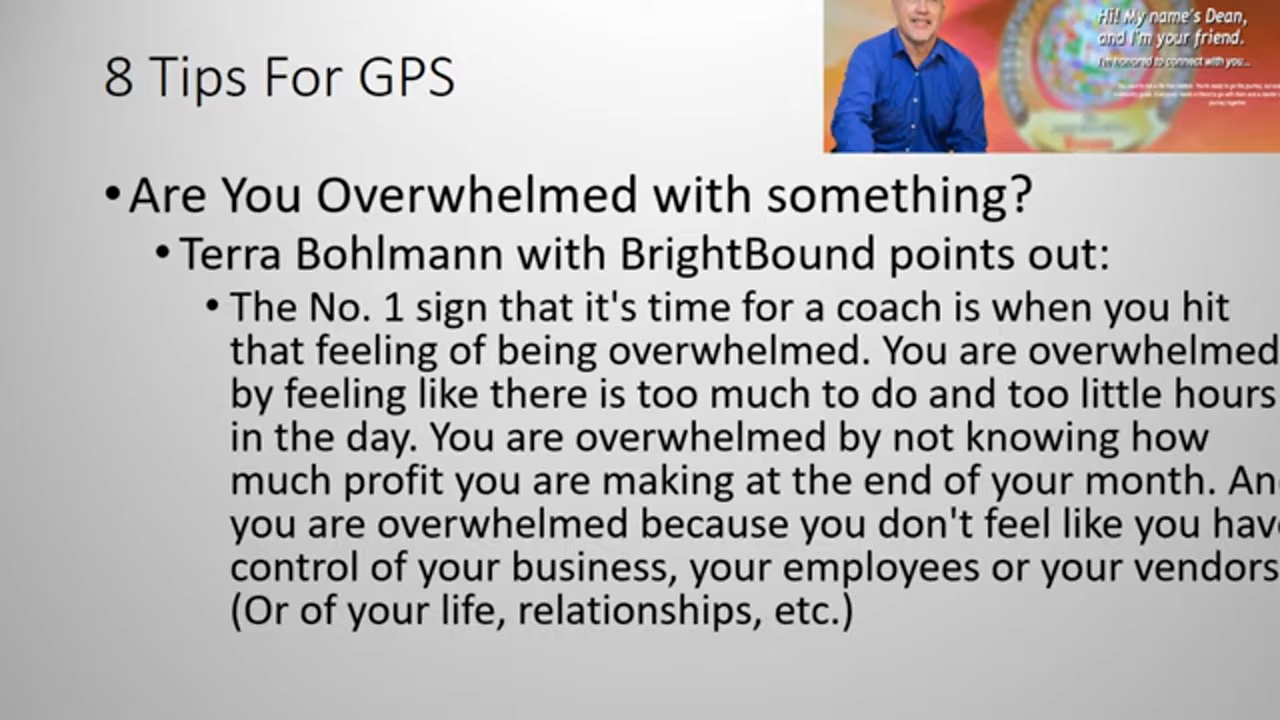 8 Tips For GPS
Hi! My name's Dean,
and I'm your friend.
I'm honored to connect with you...
• Are You Overwhelmed with something?
• Terra Bohlmann with BrightBound points out:
• The No. 1 sign that it's time for a coach is when you hit
that feeling of being overwhelmed. You are overwhelmed
by feeling like there is too much to do and too little hours
in the day. You are overwhelmed by not knowing how
much profit you are making at the end of your month. An
you are overwhelmed because you don't feel like you have
control of your business, your employees or your vendors
(Or of your life, relationships, etc.)